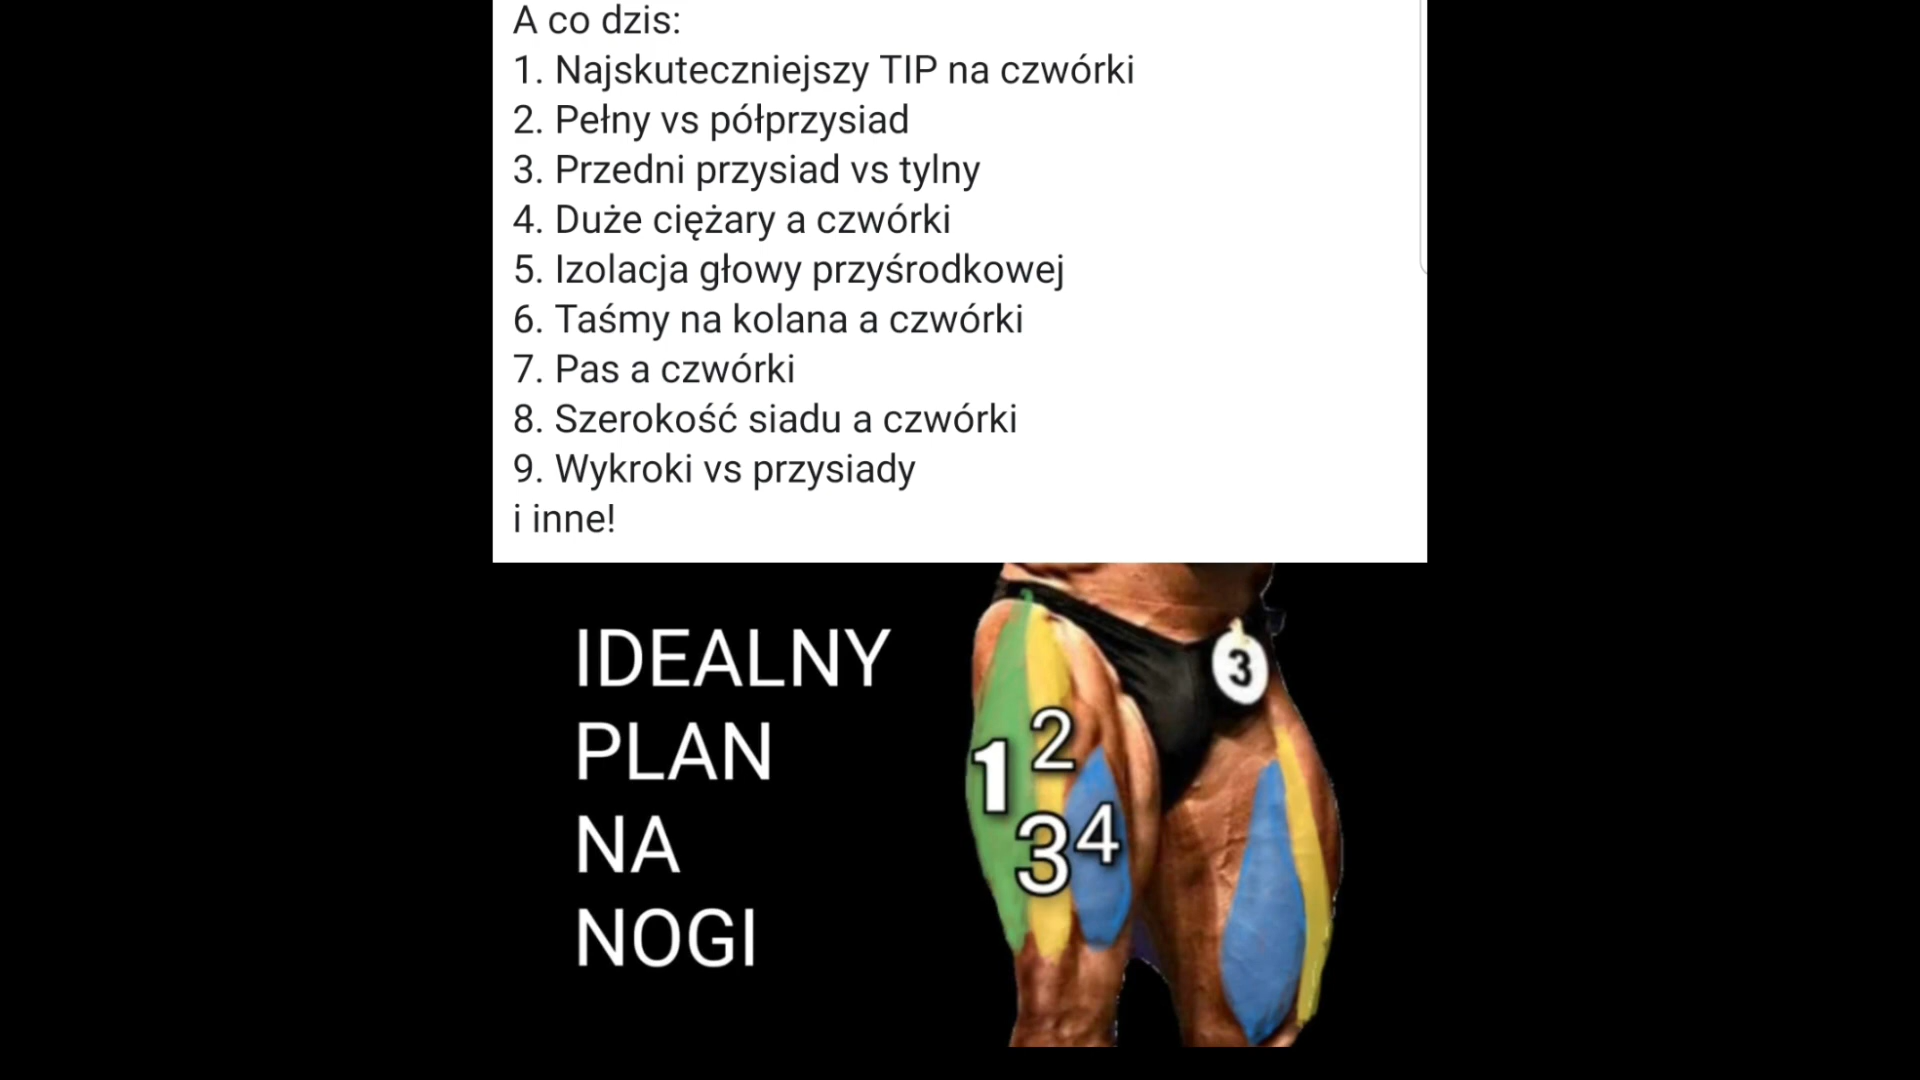 A co dzis:
1. Najskuteczniejszy TIP na czwórki
2. Pełny vs półprzysiad
3. Przedni przysiad vs tylny
4. Duże ciężary a czwórki
5. Izolacja głowy przyśrodkowej
6. Taśmy na kolana a czwórki
7. Pas a czwórki
8. Szerokość siadu a czwórki
9. Wykroki vs przysiady
i inne!
IDEALNY
PLAN
NA
NOGI
3
1
2
3
4